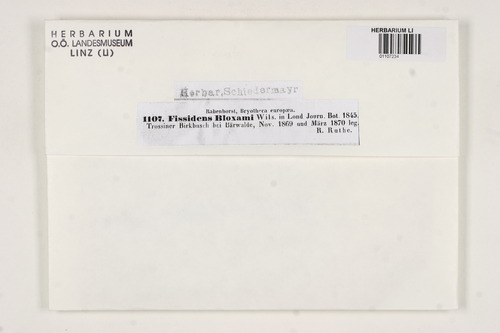 HERBARIUM
O.Ö. LANDESMUSEUM
LINZ (LI)
HERBARIUM LI
01107234
Herbar. Schiedermayr
Rabenhorst, Bryotheca europaea.
1107. Fissidens Bloxami Wils. in Lond. Journ. Bot. 1845.
Trossiner Birkbusch bei Bärwalde, Nov. 1869 und März 1870 leg.
R. Ruthe.